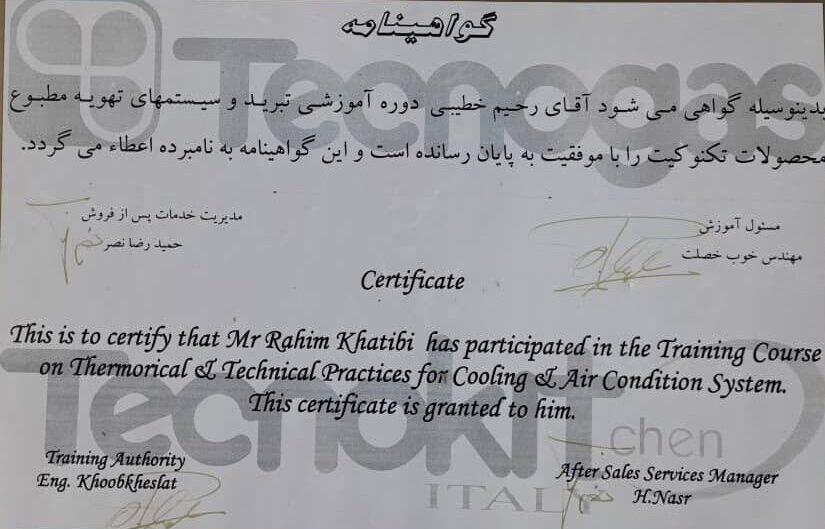 گواهینامه
Tecnogas
بدینوسیله گواهی می شود آقای رحیم خطیبی دوره آموزشی تبرید و سیستمهای تهویه مطبوع
محصولات تکنوکیت را با موفقیت به پایان رسانده است و این گواهینامه به نامبرده اعطاء می گردد.
مسئول آموزش
مهندس خوب خصلت
مدیریت خدمات پس از فروش
حمید رضا نصر
Certificate
This is to certify that Mr Rahim Khatibi has participated in the Training Course
on Thermorical & Technical Practices for Cooling & Air Condition System.
This certificate is granted to him.
Tecnokit chen
ITALY
Training Authority
Eng. Khoobkheslat
After Sales Services Manager
H.Nasr